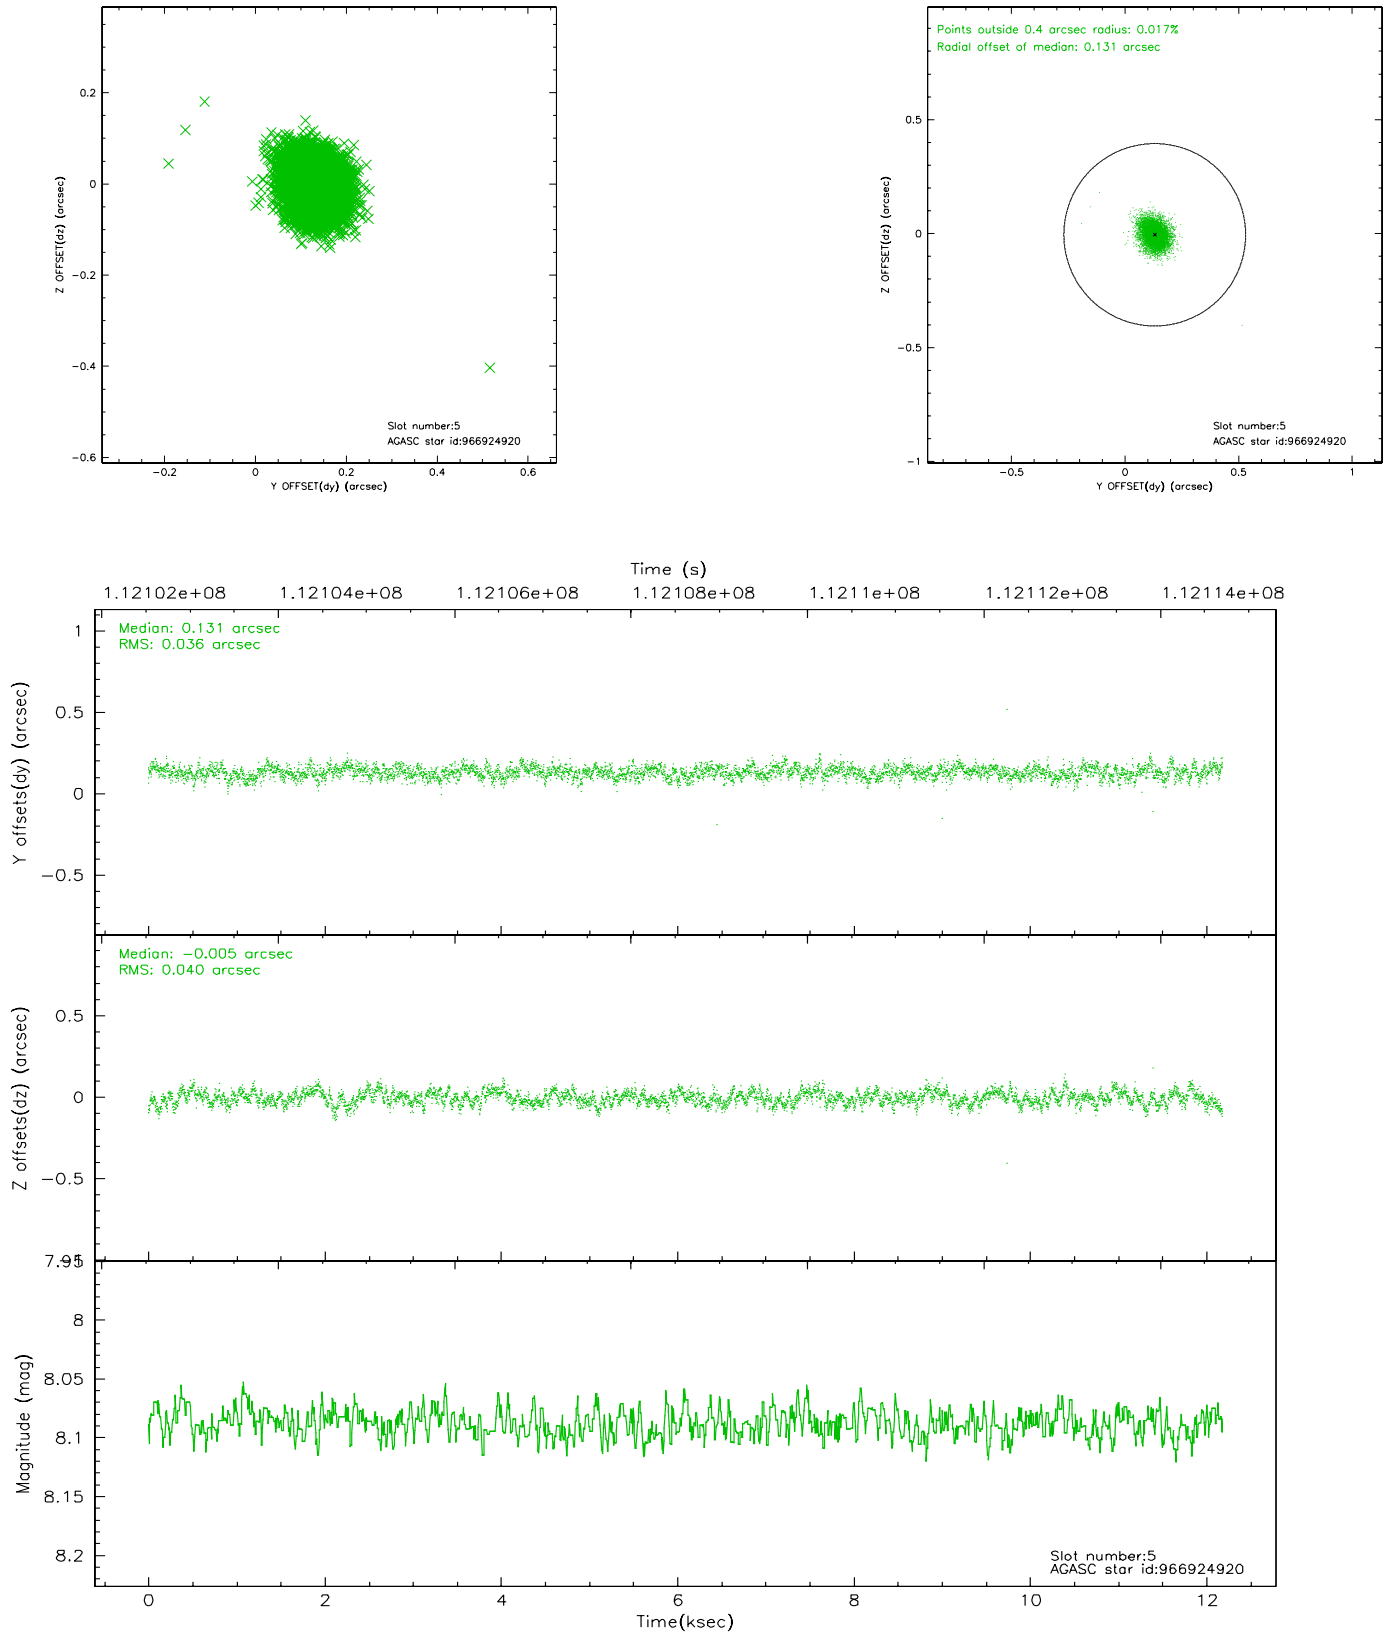 0.2
0
−0.2
−0.4
−0.6
Z OFFSET(dz) (arcsec)
−0.2 0 0.2 0.4 0.6
Y OFFSET(dy) (arcsec)
Slot number:5
AGASC star id:966924920
Points outside 0.4 arcsec radius: 0.017%
Radial offset of median: 0.131 arcsec
0.5
0
−0.5
−1
Z OFFSET(dz) (arcsec)
−0.5 0 0.5 1
Y OFFSET(dy) (arcsec)
Slot number:5
AGASC star id:966924920
Time (s)
1.12102e+08 1.12104e+08 1.12106e+08 1.12108e+08 1.1211e+08 1.12112e+08 1.12114e+08
Median: 0.131 arcsec
RMS: 0.036 arcsec
1
0.5
0
−0.5
Y offsets(dy) (arcsec)
Median: −0.005 arcsec
RMS: 0.040 arcsec
0.5
0
−0.5
Z offsets(dz) (arcsec)
7.95
8
8.05
8.1
8.15
8.2
Magnitude (mag)
Slot number:5
AGASC star id:966924920
0 2 4 6 8 10 12
Time(ksec)